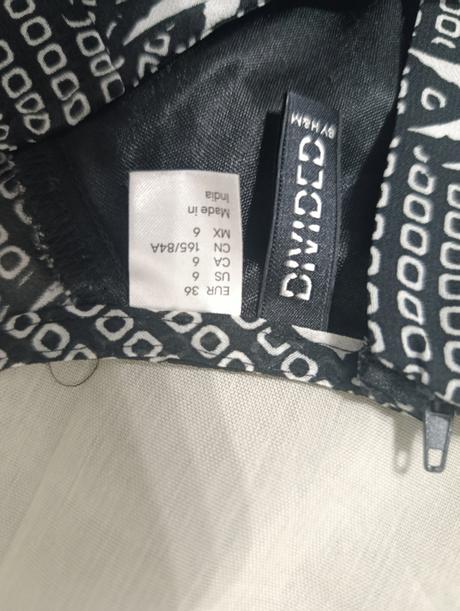 DIVIDED
BY H&M
EUR 36
US 6
CA 6
CN 165/84A
MX 6
Made in
India